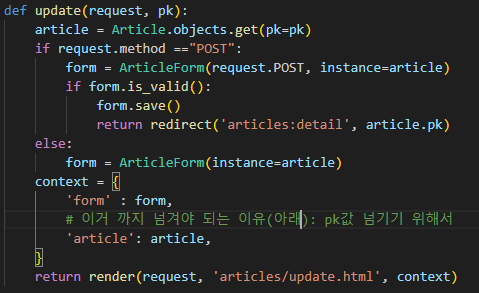 def update(request, pk):
    article = Article.objects.get(pk=pk)
    if request.method =="POST":
        form = ArticleForm(request.POST, instance=article)
        if form.is_valid():
            form.save()
            return redirect('articles:detail', article.pk)
    else:
        form = ArticleForm(instance=article)
    context = {
        'form' : form,
        # 이거 까지 넘겨야 되는 이유(아래): pk값 넘기기 위해서
        'article': article,
    }
    return render(request, 'articles/update.html', context)